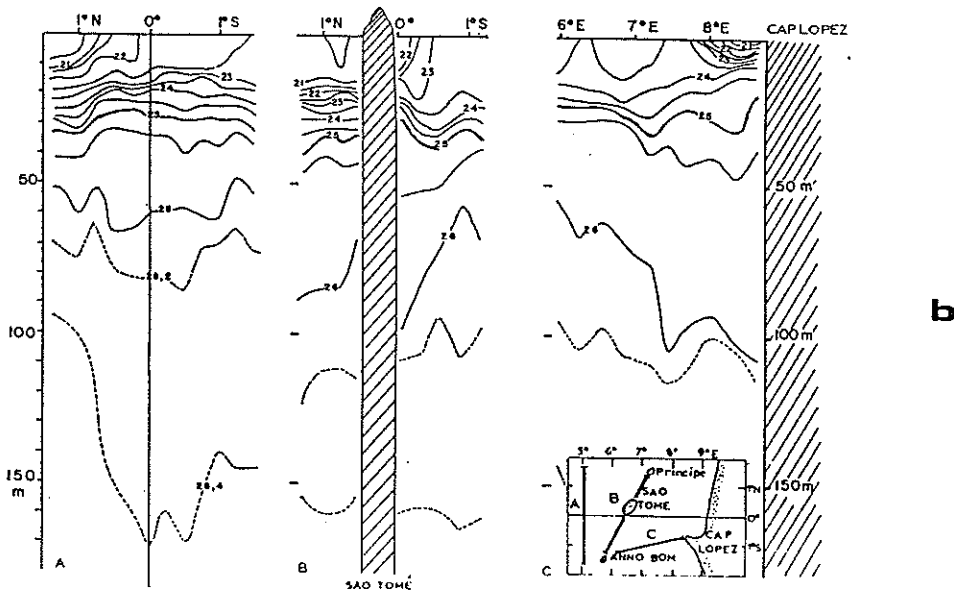 1°N 0° 1°S
21
22
23
24
25
26
26,2
26,4
50
100
150
m
A
1°N 0° 1°S
21
22
23
24
25
26
22
23
24
25
26
B
SAO TOMÉ
6°E 7°E 8°E CAP LOPEZ
24
25
26
50 m
100 m
150 m
C
b
5° 6° 7° 8° 9°E
Principe
1°N
A B SAO
TOMÉ
0°
C CAP
LOPEZ
1°S
ANNO BOM